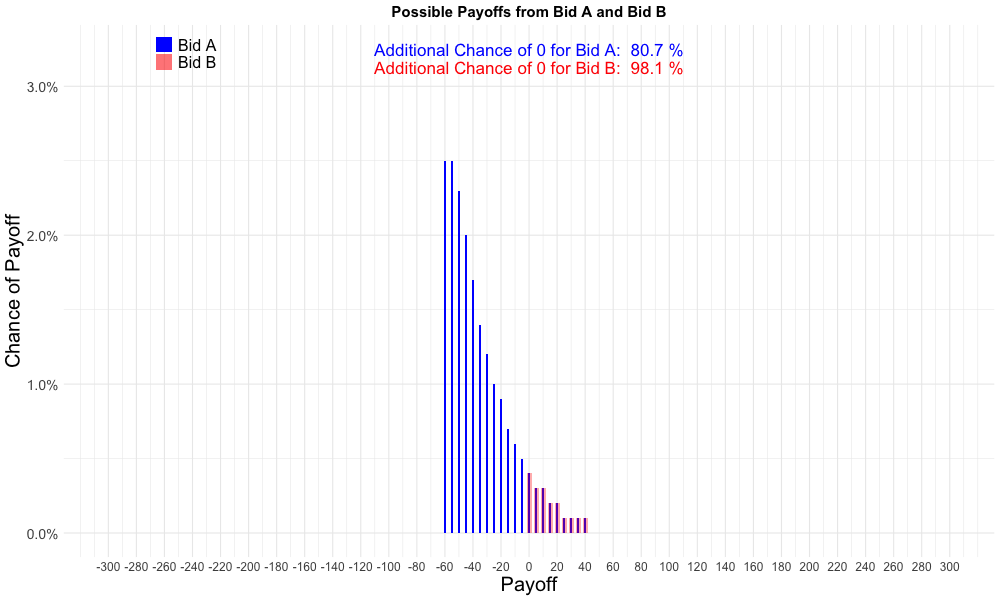 Possible Payoffs from Bid A and Bid B
Bid A
Bid B
Additional Chance of 0 for Bid A: 80.7 %
Additional Chance of 0 for Bid B: 98.1 %
Chance of Payoff
3.0%
2.0%
1.0%
0.0%
-300 -280 -260 -240 -220 -200 -180 -160 -140 -120 -100 -80 -60 -40 -20 0 20 40 60 80 100 120 140 160 180 200 220 240 260 280 300
Payoff